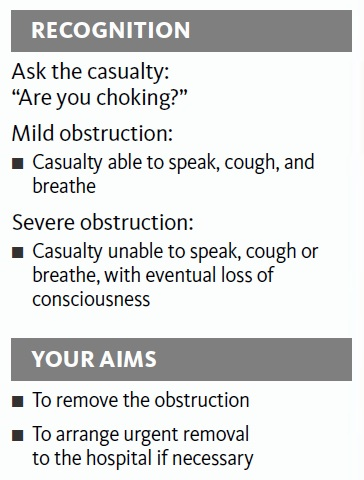 RECOGNITION
Ask the casualty:
“Are you choking?”
Mild obstruction:
■ Casualty able to speak, cough, and
breathe
Severe obstruction:
■ Casualty unable to speak, cough or
breathe, with eventual loss of
consciousness
YOUR AIMS
■ To remove the obstruction
■ To arrange urgent removal
to the hospital if necessary